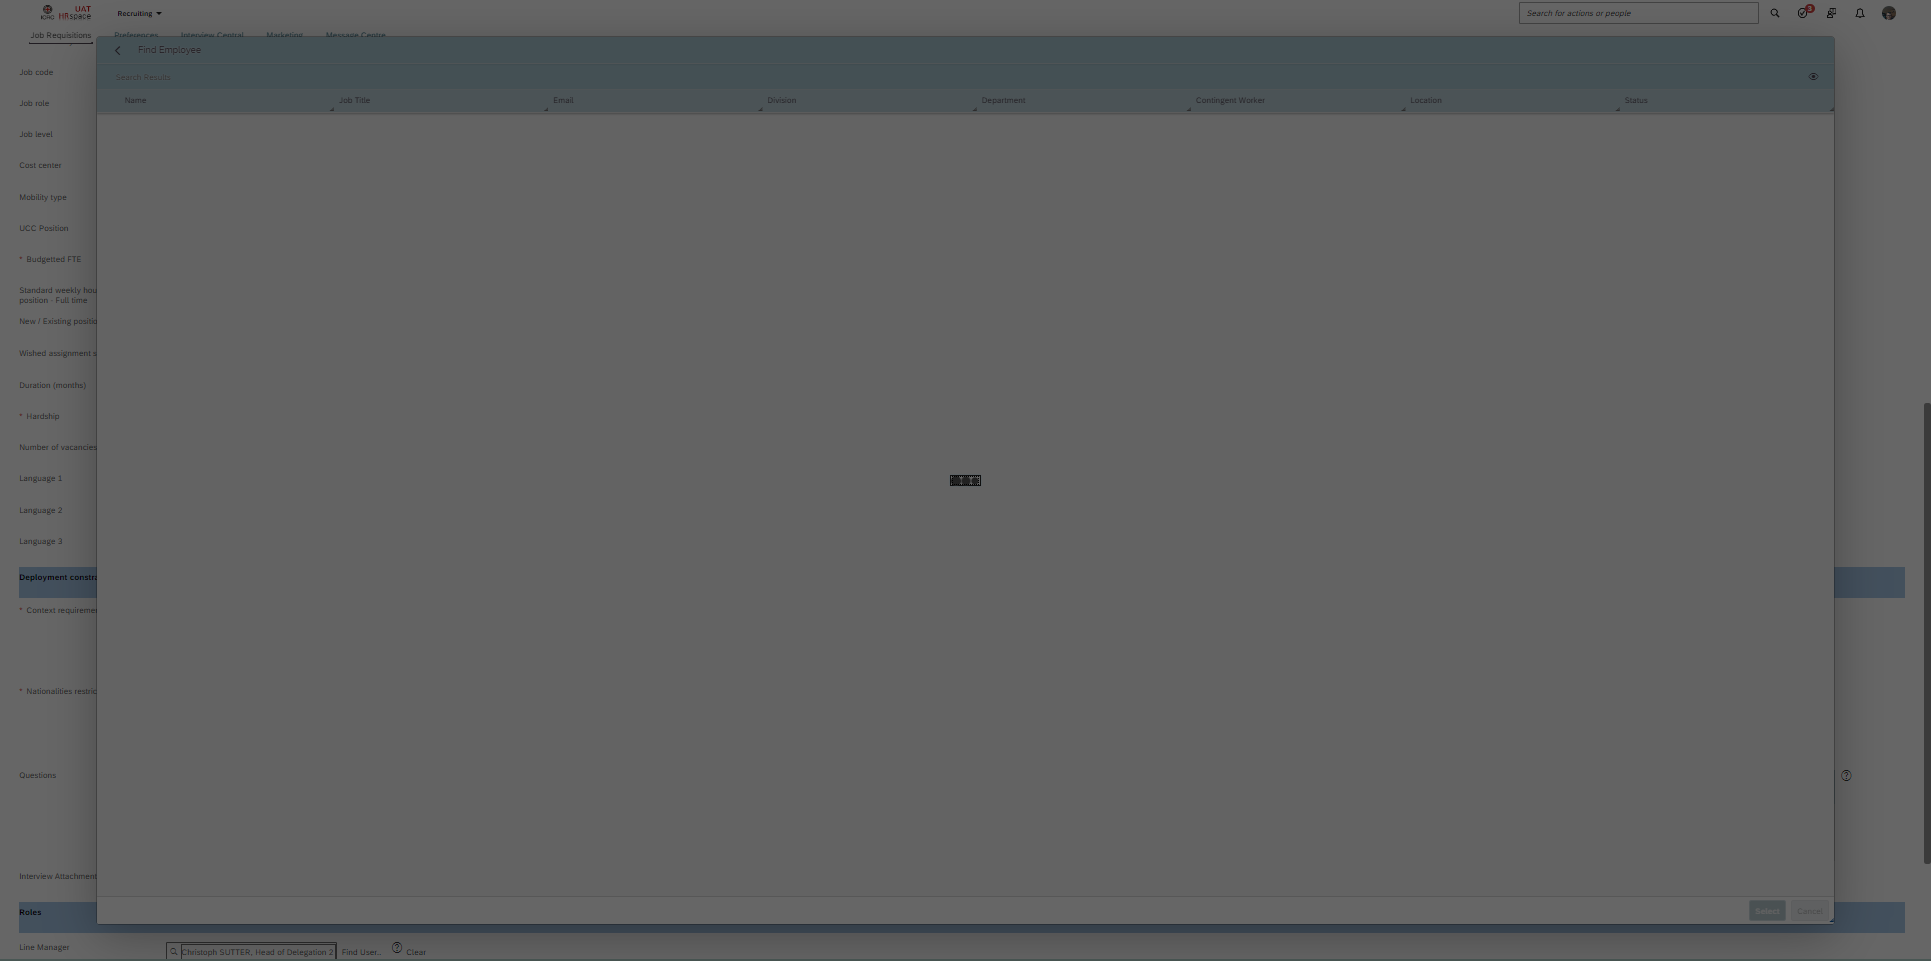 ICRC
UAT
HRspace
Recruiting
Search for actions or people
3
Job Requisitions
Preferences
Interview Central
Marketing
Message Centre
Find Employee
Search Results
Name
Job Title
Email
Division
Department
Contingent Worker
Location
Status
Job code
Job role
Job level
Cost center
Mobility type
UCC Position
* Budgetted FTE
Standard weekly hou
position - Full time
New / Existing positio
Wished assignment s
Duration (months)
* Hardship
Number of vacancies
Language 1
Language 2
Language 3
Deployment constra
* Context requireme
* Nationalities restric
Questions
?
Interview Attachment
Select
Cancel
Roles
Line Manager
Christoph SUTTER, Head of Delegation 2
Find User..
?
Clear